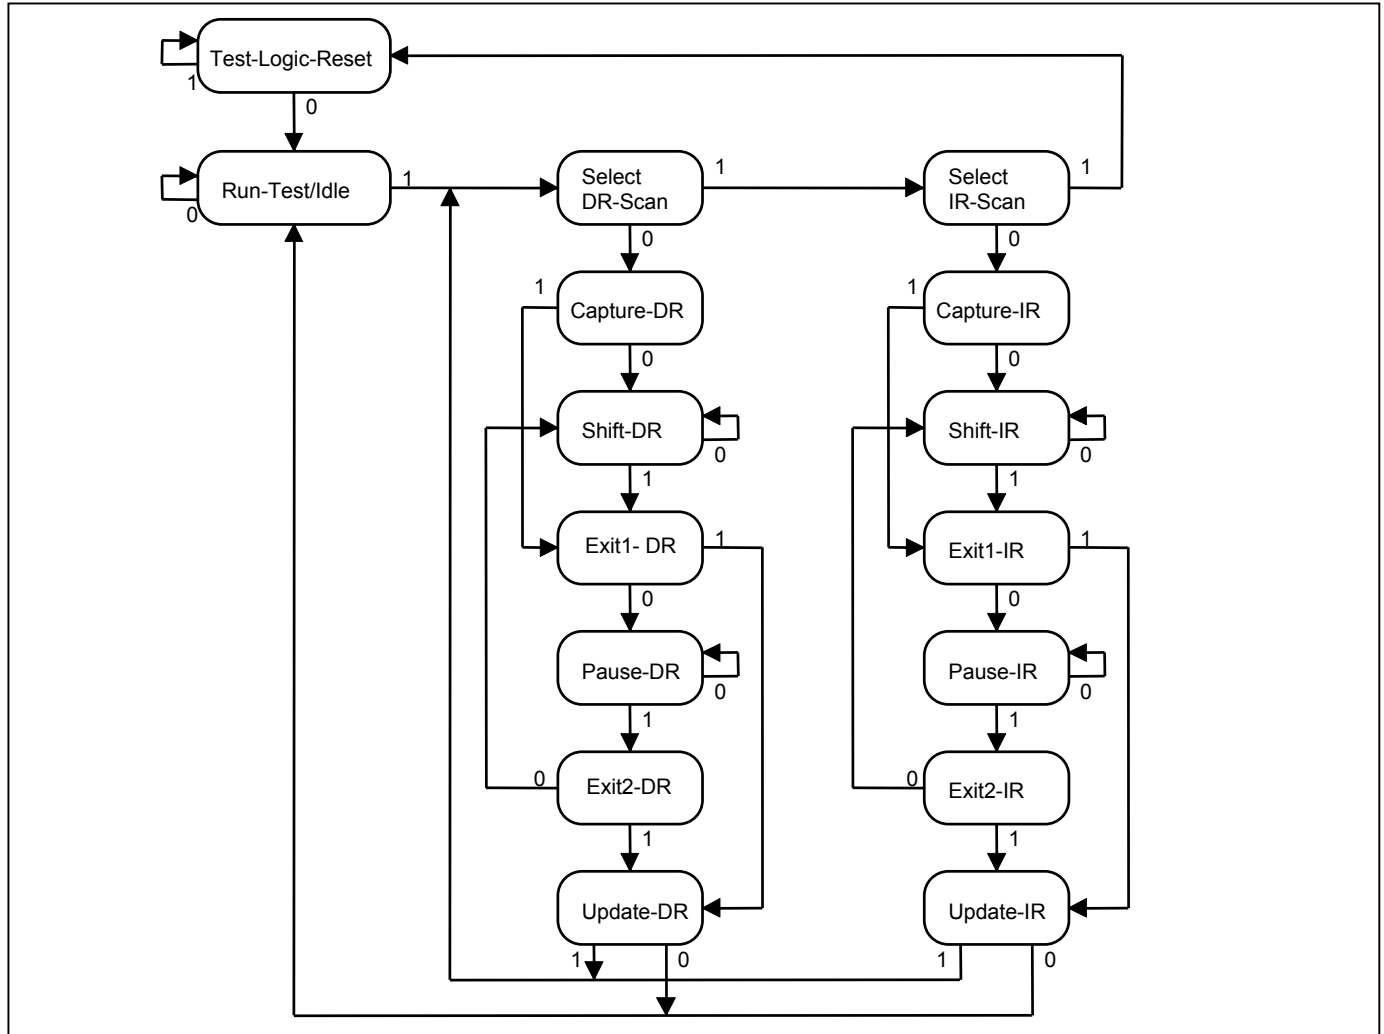 Test-Logic-Reset
1
0
Run-Test/Idle
0
1
Select
DR-Scan
1
Select
IR-Scan
1
0
0
1
Capture-DR
1
Capture-IR
0
0
Shift-DR
0
Shift-IR
0
1
1
Exit1- DR
1
Exit1-IR
1
0
0
Pause-DR
0
Pause-IR
0
1
1
0
Exit2-DR
0
Exit2-IR
1
1
Update-DR
Update-IR
1
0
1
0